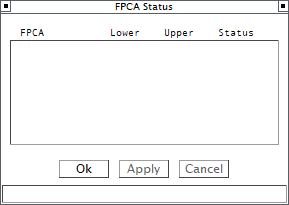 FPCA Status
FPCA Lower Upper Status
Ok Apply Cancel